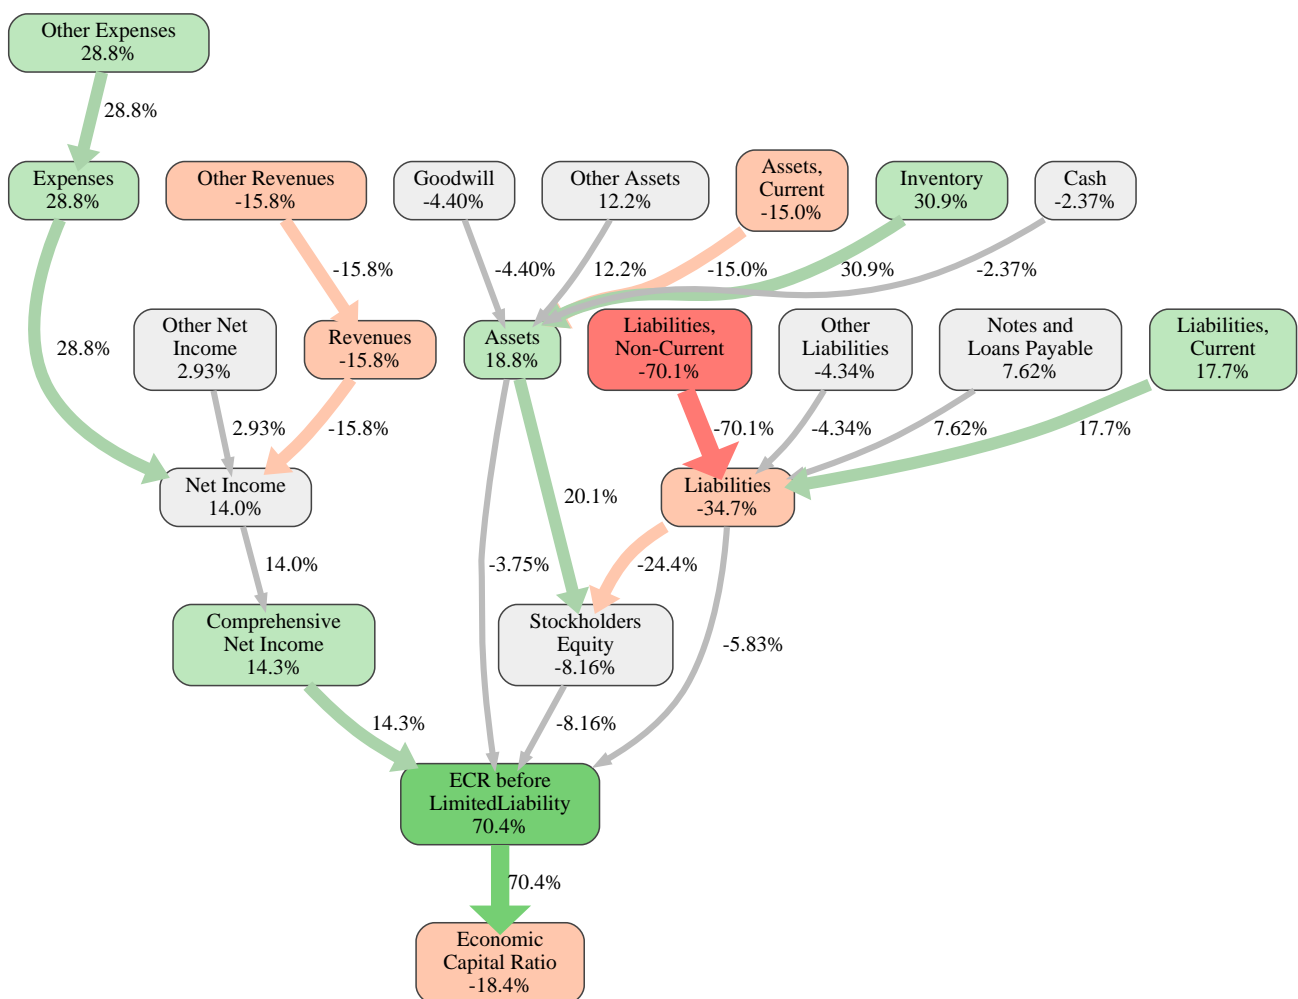 Other Expenses
28.8%
28.8%
Expenses
28.8%
Other Revenues
-15.8%
Goodwill
-4.40%
Other Assets
12.2%
Assets,
Current
-15.0%
Inventory
30.9%
Cash
-2.37%
-15.8%
-4.40%
12.2%
-15.0%
30.9%
-2.37%
28.8%
Other Net
Income
2.93%
Revenues
-15.8%
Assets
18.8%
Liabilities,
Non-Current
-70.1%
Other
Liabilities
-4.34%
Notes and
Loans Payable
7.62%
Liabilities,
Current
17.7%
2.93%
-15.8%
-70.1%
-4.34%
7.62%
17.7%
Net Income
14.0%
20.1%
Liabilities
-34.7%
14.0%
-3.75%
-24.4%
Comprehensive
Net Income
14.3%
Stockholders
Equity
-8.16%
-5.83%
14.3%
-8.16%
ECR before
LimitedLiability
70.4%
70.4%
Economic
Capital Ratio
-18.4%